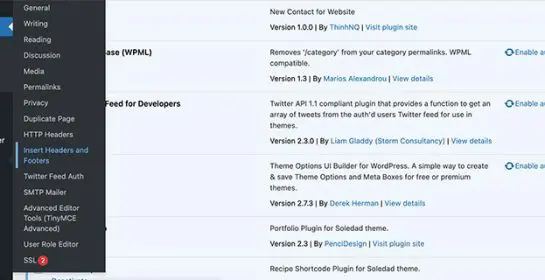 General
Writing
Reading
Discussion
Media
Permalinks
Privacy
Duplicate Page
HTTP Headers
Insert Headers and
Footers
Twitter Feed Auth
SMTP Mailer
Advanced Editor
Tools (TinyMCE
Advanced)
User Role Editor
SSL 2
New Contact for Website
Version 1.0.0 | By ThinhNQ | Visit plugin site
(WPML)
Removes '/category' from your category permalinks. WPML
compatible.
Version 1.3 | By Marios Alexandrou | View details
Enable
Feed for Developers
Twitter API 1.1 compliant plugin that provides a function to get an
array of tweets from the auth'd users Twitter feed for use in
themes.
Version 2.3.0 | By Liam Gladdy (Storm Consultancy) | View details
Enable
Theme Options UI Builder for WordPress. A simple way to create
& save Theme Options and Meta Boxes for free or premium
themes.
Version 2.7.3 | By Derek Herman | View details
Enable
Portfolio Plugin for Soledad theme.
Version 2.3 | By PenciDesign | Visit plugin site
Recipe Shortcode Plugin for Soledad theme.